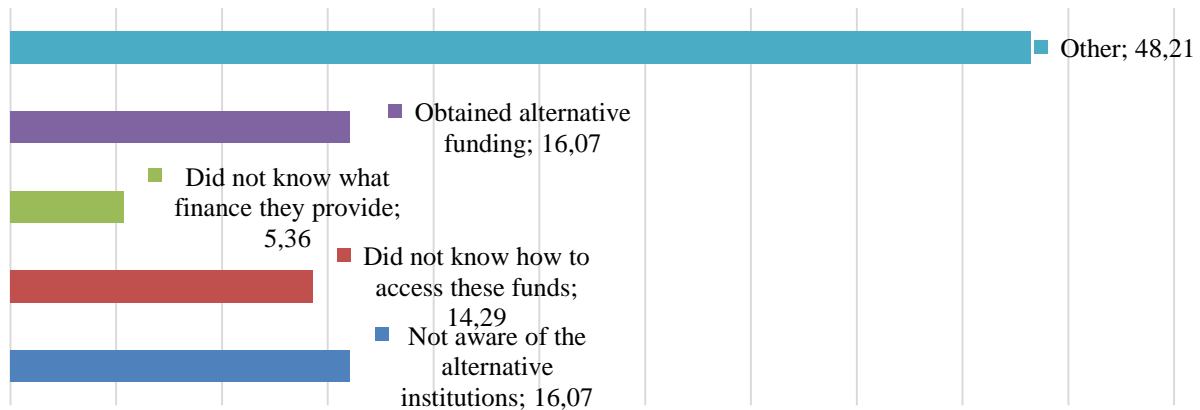 Other; 48,21
Obtained alternative
funding; 16,07
Did not know what
finance they provide;
5,36
Did not know how to
access these funds;
14,29
Not aware of the
alternative
institutions; 16,07